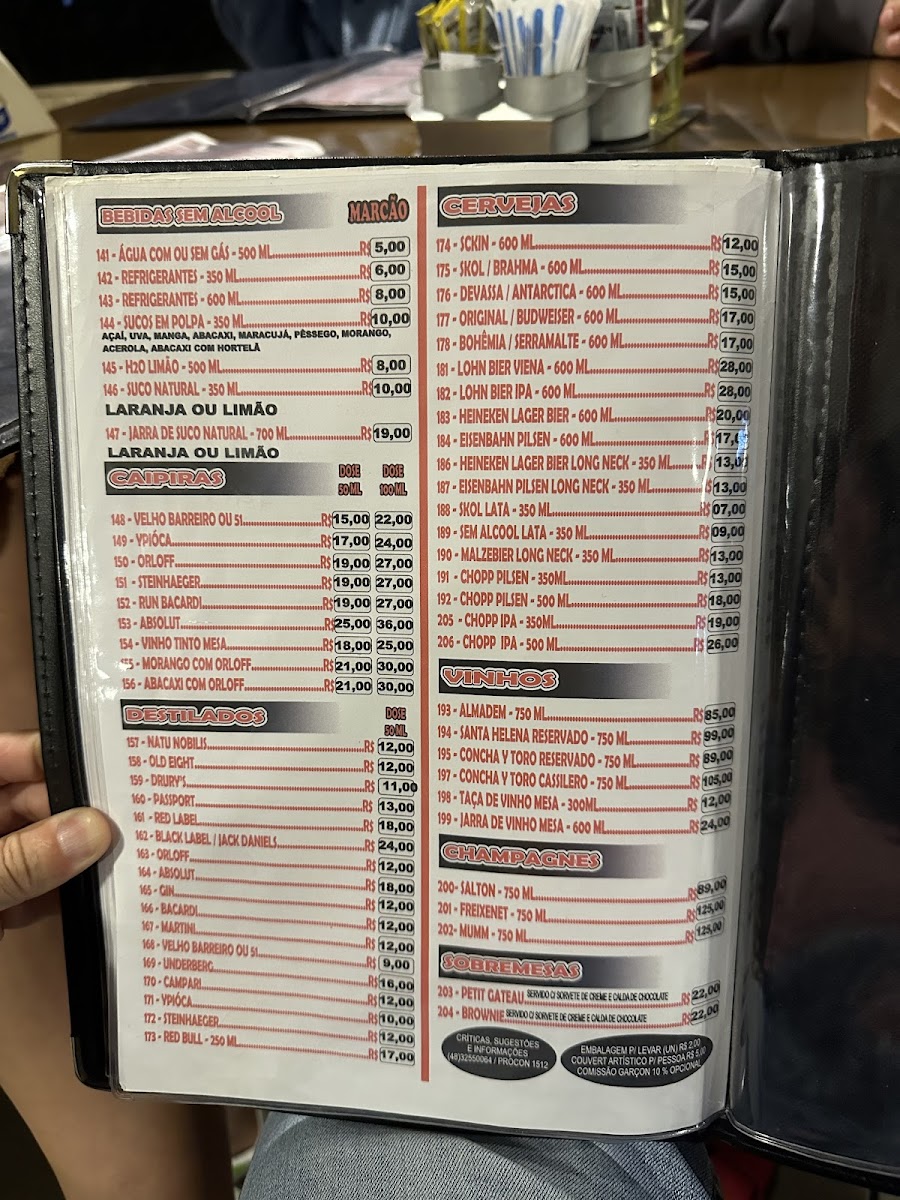 BEBIDAS SEM ALCOOL MARCÃO
141 - ÁGUA COM OU SEM GÁS - 500 ML R$ 5,00
142 - REFRIGERANTES - 350 ML R$ 6,00
143 - REFRIGERANTES - 600 ML R$ 8,00
144 - SUCOS EM POLPA - 350 ML R$ 10,00
AÇAÍ, UVA, MANGA, ABACAXI, MARACUJÁ, PÊSSEGO, MORANGO,
ACEROLA, ABACAXI COM HORTELÃ
145 - H2O LIMÃO - 500 ML R$ 8,00
146 - SUCO NATURAL - 350 ML R$ 10,00
LARANJA OU LIMÃO
147 - JARRA DE SUCO NATURAL - 700 ML R$ 19,00
LARANJA OU LIMÃO
CAIPIRAS DOSE 50 ML DOSE 100 ML
148 - VELHO BARREIRO OU 51 R$ 15,00 22,00
149 - YPIÓCA R$ 17,00 24,00
150 - ORLOFF R$ 19,00 27,00
151 - STEINHAEGER R$ 19,00 27,00
152 - RUN BACARDI R$ 19,00 27,00
153 - ABSOLUT R$ 25,00 36,00
154 - VINHO TINTO MESA R$ 18,00 25,00
155 - MORANGO COM ORLOFF R$ 21,00 30,00
156 - ABACAXI COM ORLOFF R$ 21,00 30,00
DESTILADOS DOSE 50 ML
157 - NATU NOBILIS R$ 12,00
158 - OLD EIGHT R$ 12,00
159 - DRURY'S R$ 11,00
160 - PASSPORT R$ 13,00
161 - RED LABEL R$ 18,00
162 - BLACK LABEL / JACK DANIELS R$ 24,00
163 - ORLOFF R$ 12,00
164 - ABSOLUT R$ 18,00
165 - GIN R$ 12,00
166 - BACARDI R$ 12,00
167 - MARTINI R$ 12,00
168 - VELHO BARREIRO OU 51 R$ 9,00
169 - UNDERBERG R$ 16,00
170 - CAMPARI R$ 12,00
171 - YPIÓCA R$ 10,00
172 - STEINHAEGER R$ 12,00
173 - RED BULL - 250 ML R$ 17,00
CERVEJAS
174 - SCKIN - 600 ML R$ 12,00
175 - SKOL / BRAHMA - 600 ML R$ 15,00
176 - DEVASSA / ANTARCTICA - 600 ML R$ 15,00
177 - ORIGINAL / BUDWEISER - 600 ML R$ 17,00
178 - BOHÊMIA / SERRAMALTE - 600 ML R$ 17,00
181 - LOHN BIER VIENA - 600 ML R$ 28,00
182 - LOHN BIER IPA - 600 ML R$ 28,00
183 - HEINEKEN LAGER BIER - 600 ML R$ 20,00
184 - EISENBAHN PILSEN - 600 ML R$ 17,00
186 - HEINEKEN LAGER BIER LONG NECK - 350 ML R$ 13,00
187 - EISENBAHN PILSEN LONG NECK - 350 ML R$ 13,00
188 - SKOL LATA - 350 ML R$ 07,00
189 - SEM ALCOOL LATA - 350 ML R$ 09,00
190 - MALZEBIER LONG NECK - 350 ML R$ 13,00
191 - CHOPP PILSEN - 350ML R$ 13,00
192 - CHOPP PILSEN - 500 ML R$ 18,00
205 - CHOPP IPA - 350ML R$ 19,00
206 - CHOPP IPA - 500 ML R$ 26,00
VINHOS
193 - ALMADEM - 750 ML R$ 85,00
194 - SANTA HELENA RESERVADO - 750 ML R$ 99,00
195 - CONCHA Y TORO RESERVADO - 750 ML R$ 89,00
197 - CONCHA Y TORO CASSILERO - 750 ML R$ 105,00
198 - TAÇA DE VINHO MESA - 300ML R$ 12,00
199 - JARRA DE VINHO MESA - 600 ML R$ 24,00
CHAMPAGNES
200- SALTON - 750 ML R$ 89,00
201 - FREIXENET - 750 ML R$ 125,00
202- NUMM - 750 ML R$ 125,00
SOBREMESAS
203 - PETIT GATEAU SERVIDO C/ SORVETE DE CREME E CALDA DE CHOCOLATE R$ 22,00
204 - BROWNIE SERVIDO C/ SORVETE DE CREME E CALDA DE CHOCOLATE R$ 22,00
CRÍTICAS, SUGESTÕES
E INFORMAÇÕES
(48)32550064 / PROCON 1512
EMBALAGEM P/ LEVAR (UN) R$ 2,00
COUVERT ARTÍSTICO P/ PESSOA R$ 5,00
COMISSÃO GARÇON 10 % OPCIONAL